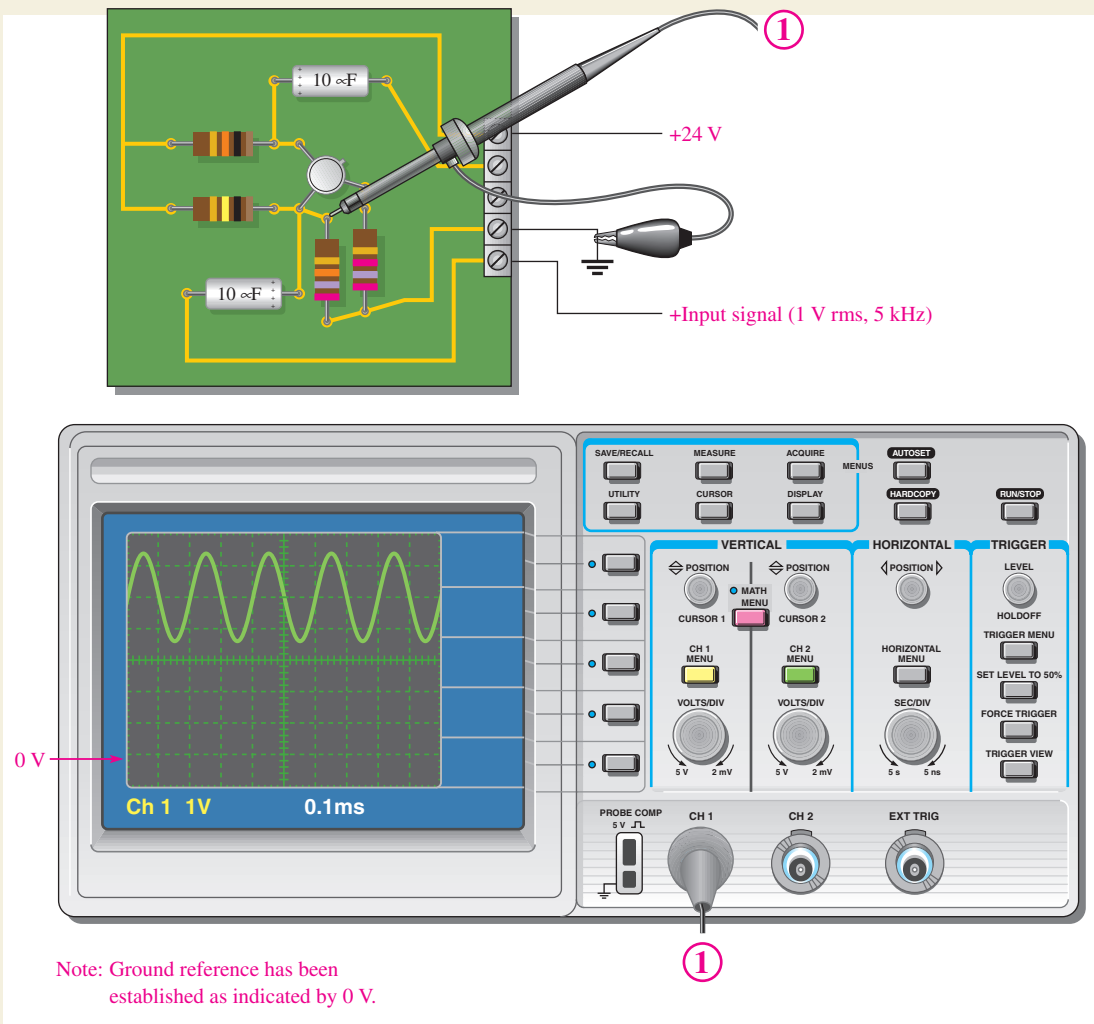 1
10 ∝F
+24 V
10 ∝F
+Input signal (1 V rms, 5 kHz)
SAVE/RECALL
MEASURE
ACQUIRE
MENUS
AUTOSET
UTILITY
CURSOR
DISPLAY
HARDCOPY
RUN/STOP
VERTICAL
HORIZONTAL
TRIGGER
POSITION
POSITION
POSITION
LEVEL
MATH
MENU
CURSOR 1
CURSOR 2
HOLDOFF
TRIGGER MENU
CH 1
MENU
CH 2
MENU
HORIZONTAL
MENU
SET LEVEL TO 50%
VOLTS/DIV
VOLTS/DIV
SEC/DIV
FORCE TRIGGER
TRIGGER VIEW
5 V
2 mV
5 V
2 mV
5 s
5 ns
0 V
Ch 1 1V
0.1ms
PROBE COMP
5 V
CH 1
CH 2
EXT TRIG
1
Note: Ground reference has been
established as indicated by 0 V.